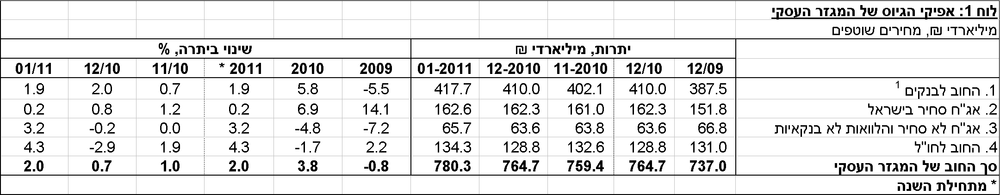 לוח 1: אפיקי הגיוס של המגזר העסקי
מיליארדי ₪, מחירים שוטפים
יתרות, מיליארדי ₪ שינוי ביתרה, %
12/09 12/10 11-2010 12-2010 01-2011 2009 2010 2011 * 11/10 12/10 01/11
1. החוב לבנקים 1 387.5 410.0 402.1 410.0 417.7 -5.5 5.8 1.9 0.7 2.0 1.9
2. אג"ח סחיר בישראל 151.8 162.3 161.0 162.3 162.6 14.1 6.9 0.2 1.2 0.8 0.2
3. אג"ח לא סחיר והלוואות לא בנקאיות 66.8 63.6 63.8 63.6 65.7 -7.2 -4.8 3.2 0.0 -0.2 3.2
4. החוב לחו"ל 131.0 128.8 132.6 128.8 134.3 2.2 -1.7 4.3 1.9 -2.9 4.3
סך החוב של המגזר העסקי 737.0 764.7 759.4 764.7 780.3 -0.8 3.8 2.0 1.0 0.7 2.0
* מתחילת השנה